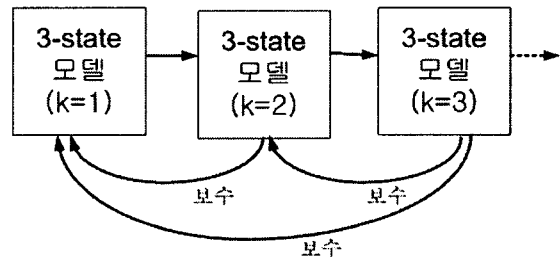 3-state
모델
(k=1)
3-state
모델
(k=2)
3-state
모델
(k=3)
보수
보수
보수